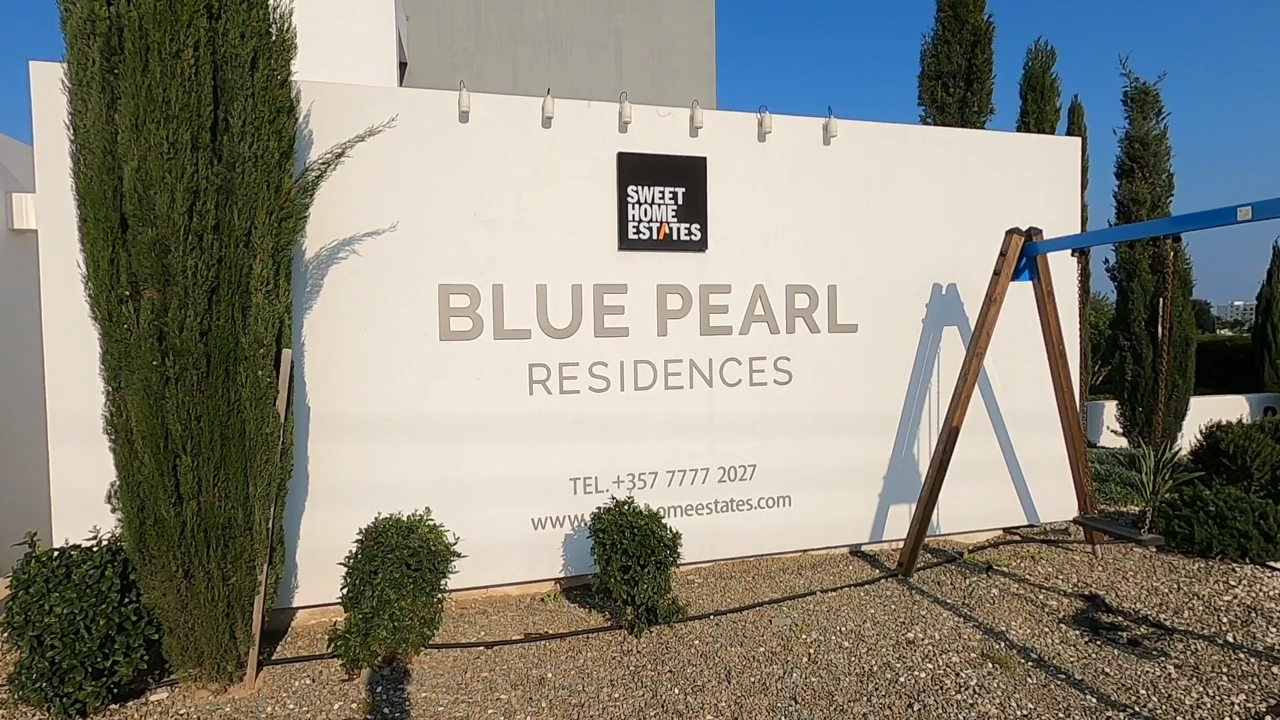 SWEET
HOME
ESTATES
BLUE PEARL
RESIDENCES
TEL.+357 7777 2027